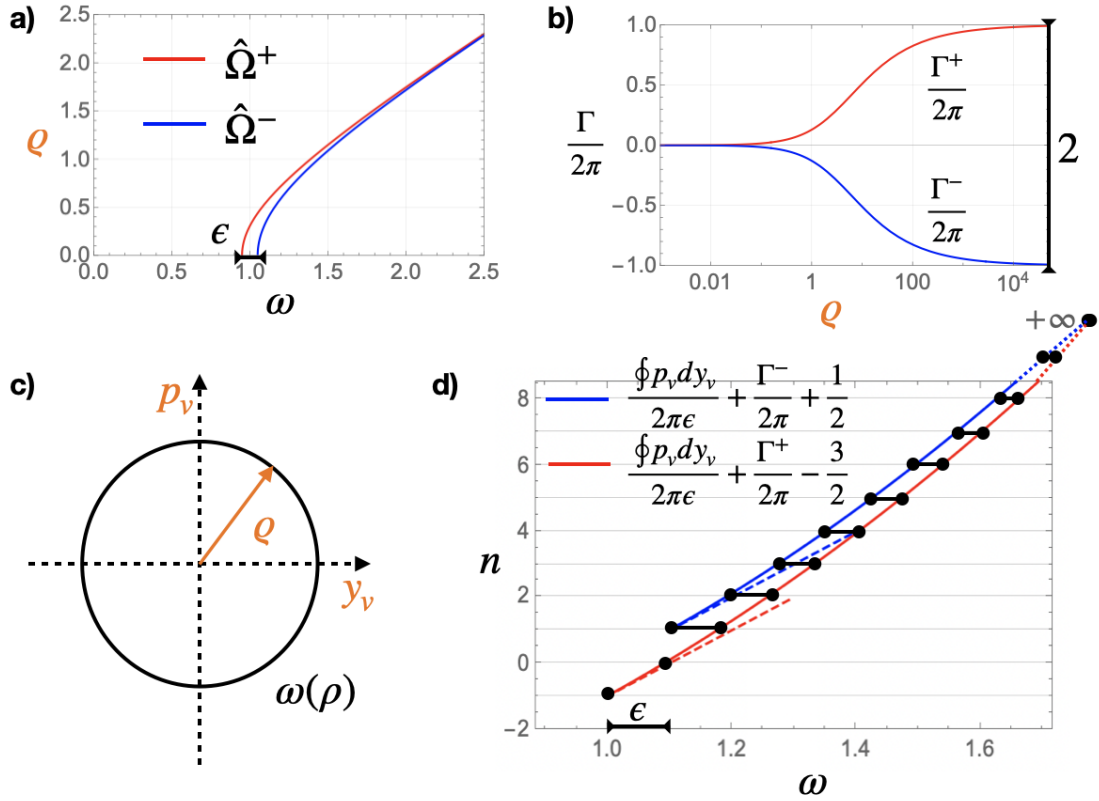 a)
2.5
2.0
1.5
1.0
0.5
0.0
ϱ
Ω̂⁺
Ω̂⁻
ϵ
0.0 0.5 1.0 1.5 2.0 2.5
ω
b)
1.0
0.5
0.0
−0.5
−1.0
Γ/2π
Γ⁺/2π
Γ⁻/2π
2
0.01 1 100 10⁴
ϱ
c)
p_v
ϱ
y_v
ω(ρ)
d)
+∞
∮p_v dy_v/2πϵ + Γ⁻/2π + 1/2
∮p_v dy_v/2πϵ + Γ⁺/2π − 3/2
8
6
4
2
0
−2
n
ϵ
1.0 1.2 1.4 1.6
ω